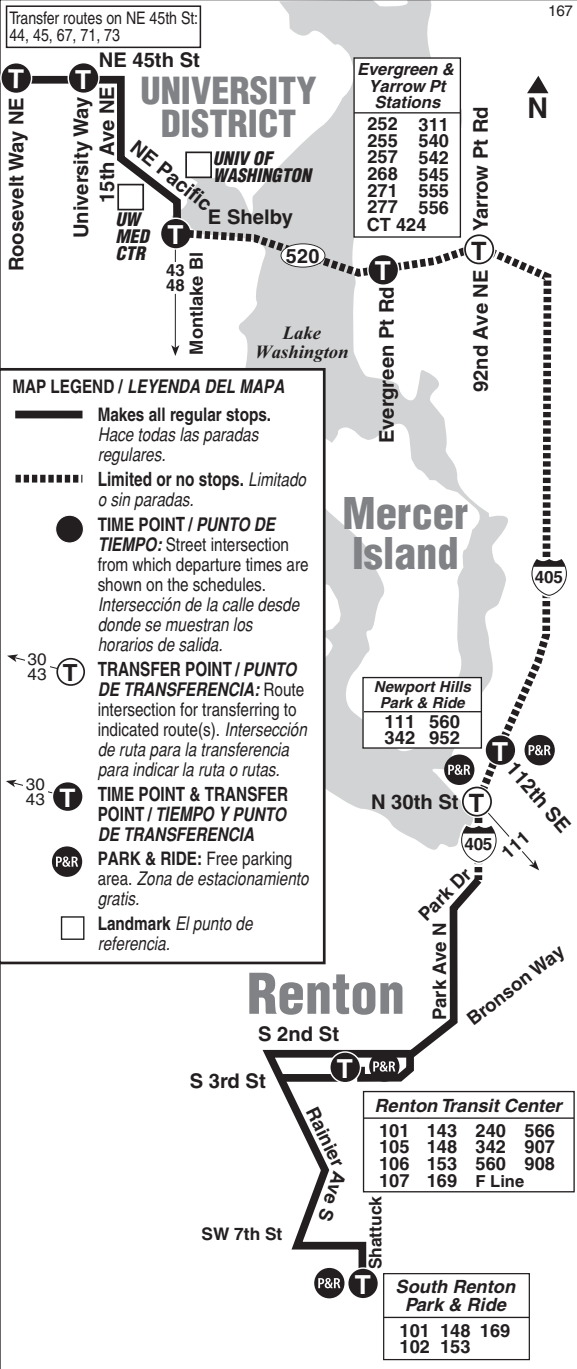 167
Transfer routes on NE 45th St:
44, 45, 67, 71, 73
T
T
NE 45th St
Roosevelt Way NE
University Way
15th Ave NE
UNIVERSITY
DISTRICT
NE Pacific
UNIV OF
WASHINGTON
UW
MED
CTR
T
E Shelby
43
48
Montlake Bl
520
Evergreen &
Yarrow Pt
Stations
252 311
255 540
257 542
268 545
271 555
277 556
CT 424
N
Yarrow Pt Rd
T
T
Evergreen Pt Rd
92nd Ave NE
Lake
Washington
MAP LEGEND / LEYENDA DEL MAPA
Makes all regular stops.
Hace todas las paradas
regulares.
Limited or no stops. Limitado
o sin paradas.
TIME POINT / PUNTO DE
TIEMPO: Street intersection
from which departure times are
shown on the schedules.
Intersección de la calle desde
donde se muestran los
horarios de salida.
30
43
T
TRANSFER POINT / PUNTO
DE TRANSFERENCIA: Route
intersection for transferring to
indicated route(s). Intersección
de ruta para la transferencia
para indicar la ruta o rutas.
30
43
T
TIME POINT & TRANSFER
POINT / TIEMPO Y PUNTO
DE TRANSFERENCIA
P&R
PARK & RIDE: Free parking
area. Zona de estacionamiento
gratis.
Landmark El punto de
referencia.
Mercer
Island
405
Newport Hills
Park & Ride
111 560
342 952
T
P&R
P&R
112th SE
N 30th St
T
405
111
Park Dr
Park Ave N
Bronson Way
Renton
S 2nd St
T
P&R
S 3rd St
Renton Transit Center
101 143 240 566
105 148 342 907
106 153 560 908
107 169 F Line
Rainier Ave S
SW 7th St
Shattuck
P&R
T
South Renton
Park & Ride
101 148 169
102 153